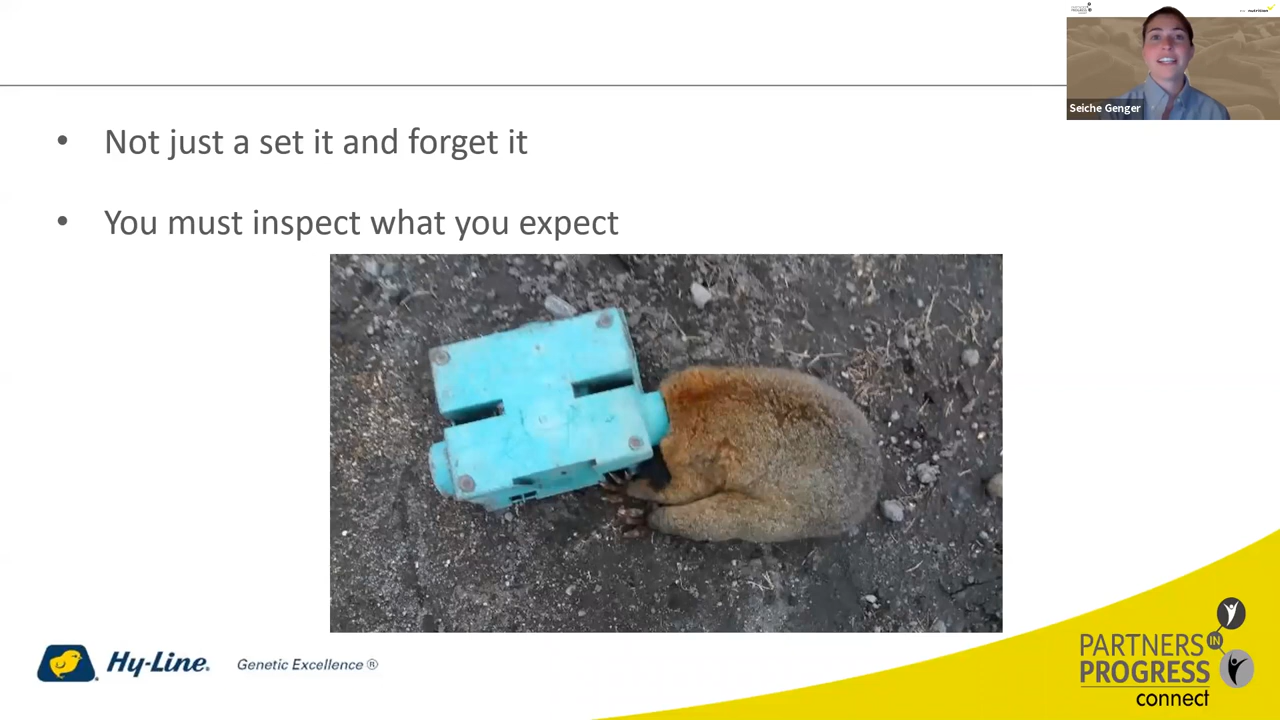 nutrition
Seiche Genger
• Not just a set it and forget it
• You must inspect what you expect
Hy-Line®
Genetic Excellence ®
PARTNERS IN
PROGRESS
connect